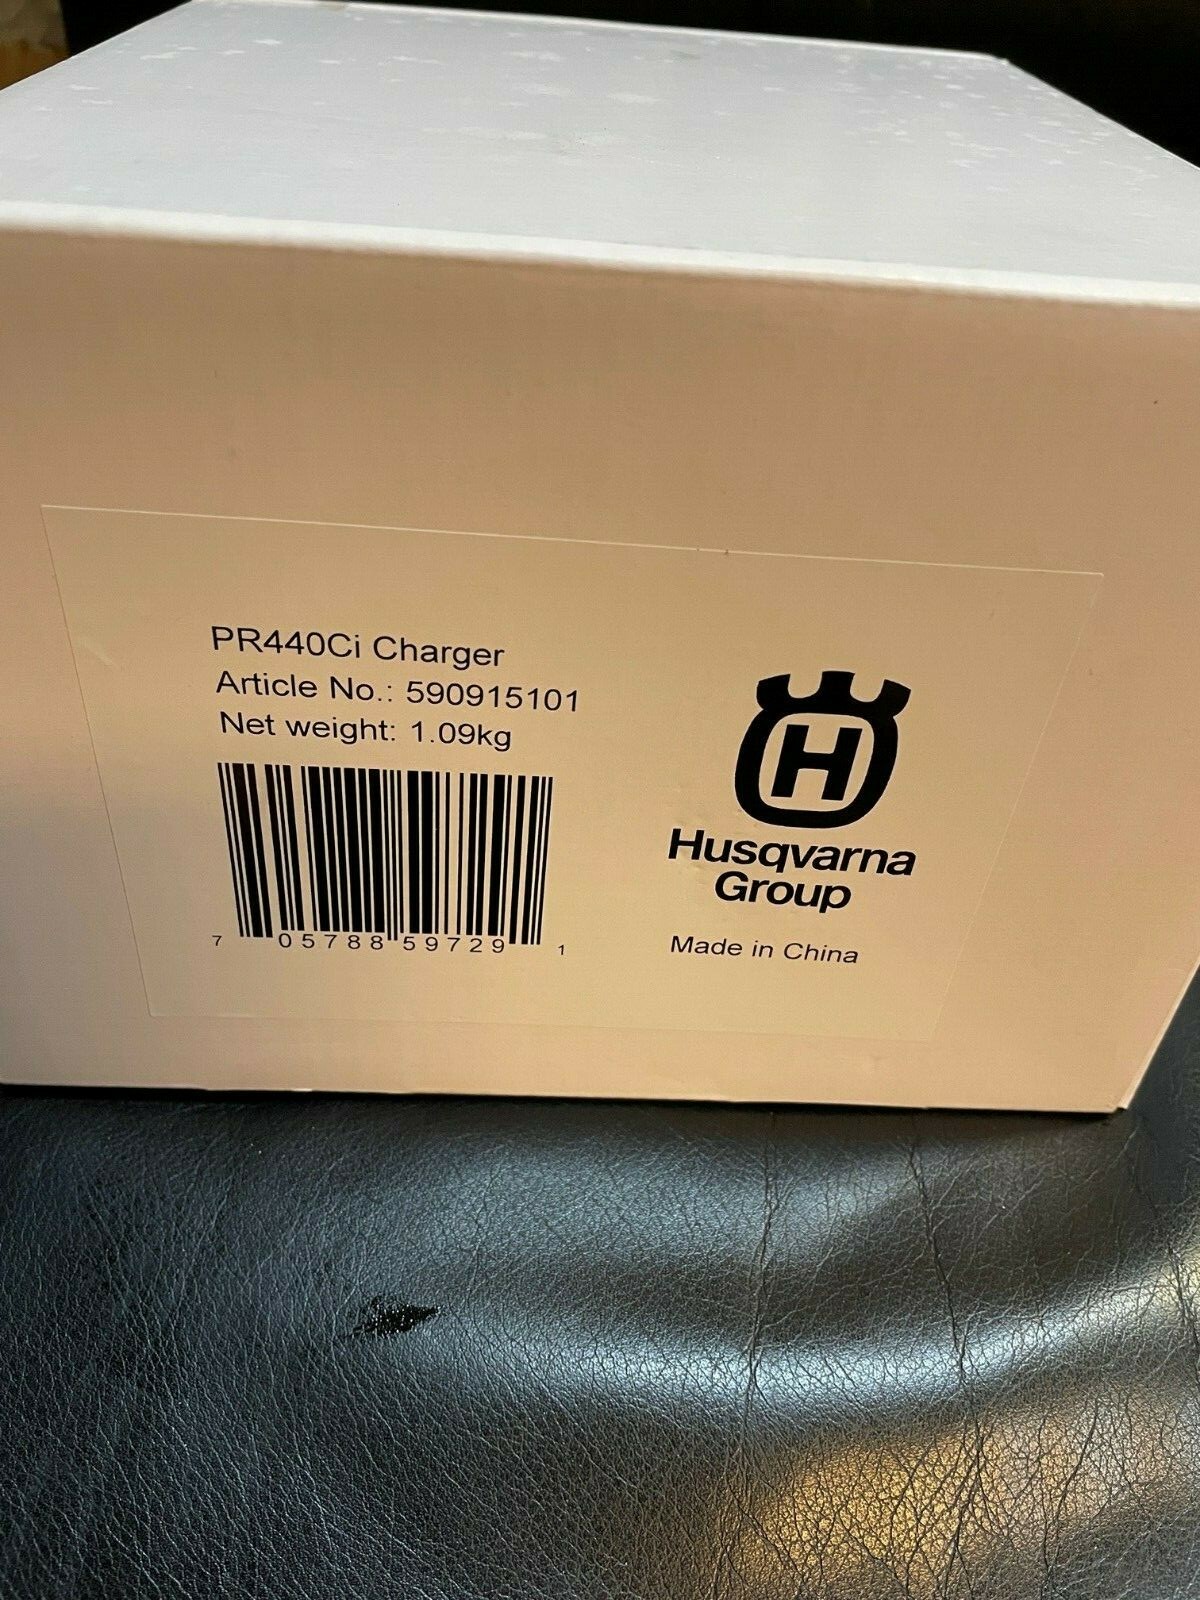 PR440Ci Charger
Article No.: 590915101
Net weight: 1.09kg
7 05788 59729 1
H
Husqvarna
Group
Made in China